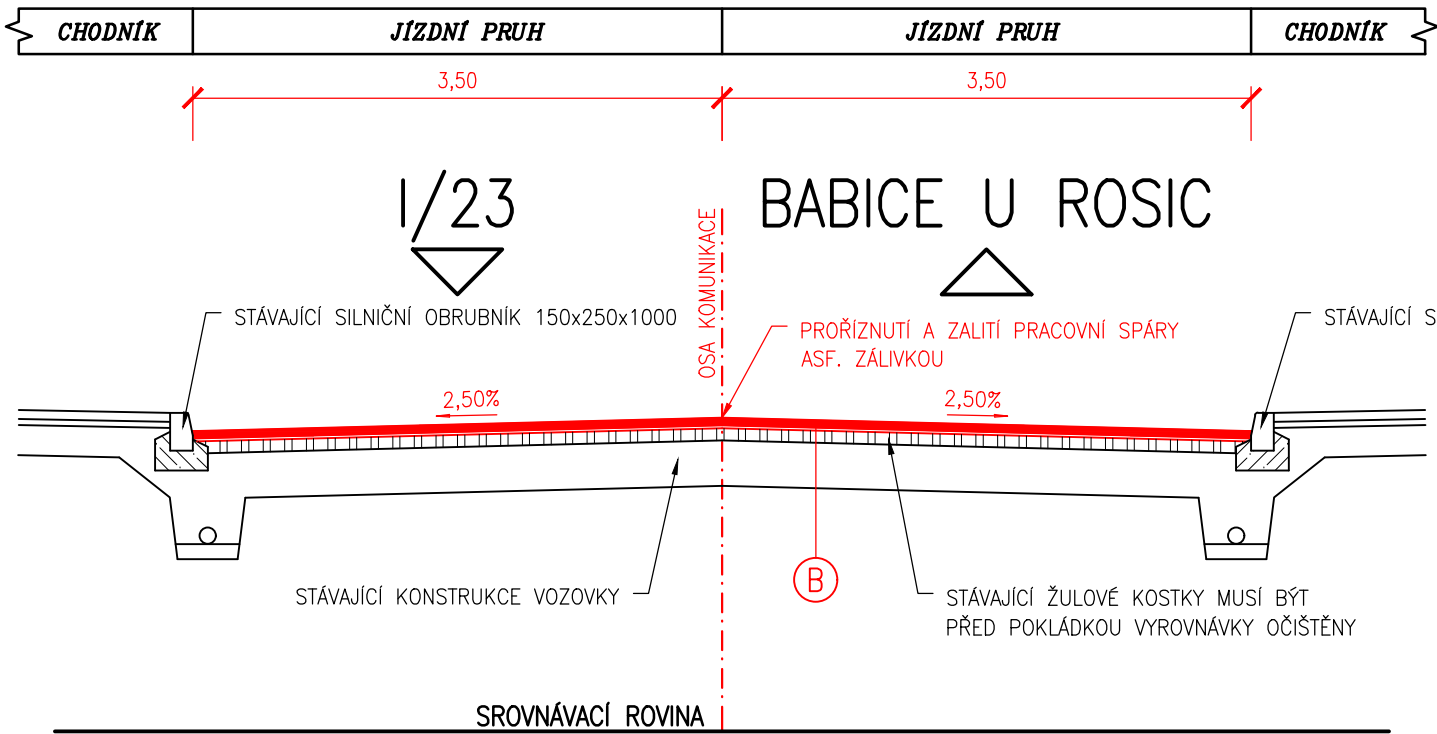 CHODNÍK
JÍZDNÍ PRUH
JÍZDNÍ PRUH
CHODNÍK
3,50
3,50
I/23
BABICE U ROSIC
OSA KOMUNIKACE
STÁVAJÍCÍ SILNIČNÍ OBRUBNÍK 150x250x1000
PROŘÍZNUTÍ A ZALITÍ PRACOVNÍ SPÁRY
ASF. ZÁLIVKOU
STÁVAJÍCÍ S
2,50%
2,50%
B
STÁVAJÍCÍ KONSTRUKCE VOZOVKY
STÁVAJÍCÍ ŽULOVÉ KOSTKY MUSÍ BÝT
PŘED POKLÁDKOU VYROVNÁVKY OČIŠTĚNY
SROVNÁVACÍ ROVINA